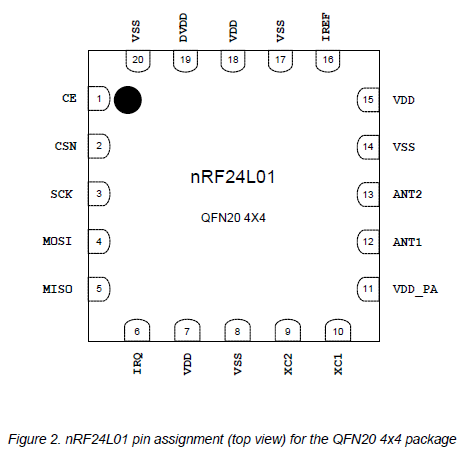 VSS DVDD VDD VSS IREF
20 19 18 17 16
CE 1 15 VDD
CSN 2 14 VSS
nRF24L01
SCK 3 13 ANT2
QFN20 4X4
MOSI 4 12 ANT1
MISO 5 11 VDD_PA
6 7 8 9 10
IRQ VDD VSS XC2 XC1
Figure 2. nRF24L01 pin assignment (top view) for the QFN20 4x4 package